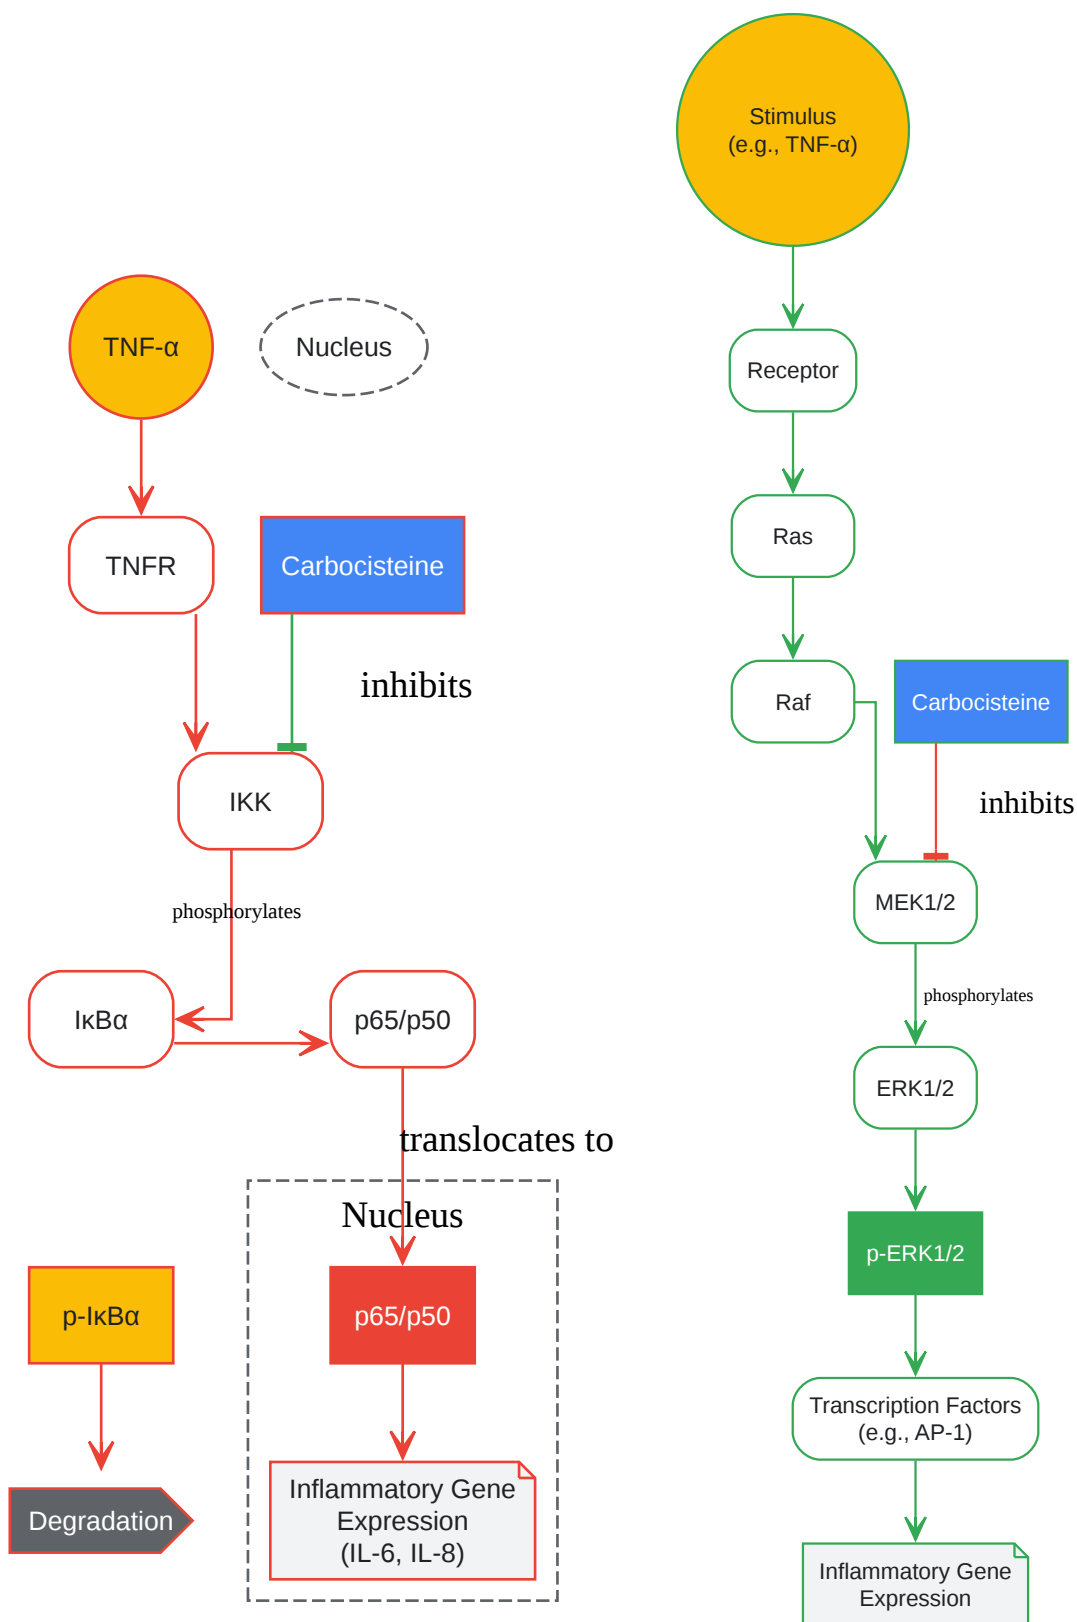 Stimulus
(e.g., TNF-α)
TNF-α
Nucleus
Receptor
TNFR
Carbocisteine
Ras
inhibits
Raf
Carbocisteine
IKK
inhibits
phosphorylates
MEK1/2
phosphorylates
IκBα
p65/p50
ERK1/2
translocates to
Nucleus
p-ERK1/2
p-IκBα
p65/p50
Transcription Factors
(e.g., AP-1)
Degradation
Inflammatory Gene
Expression
(IL-6, IL-8)
Inflammatory Gene
Expression